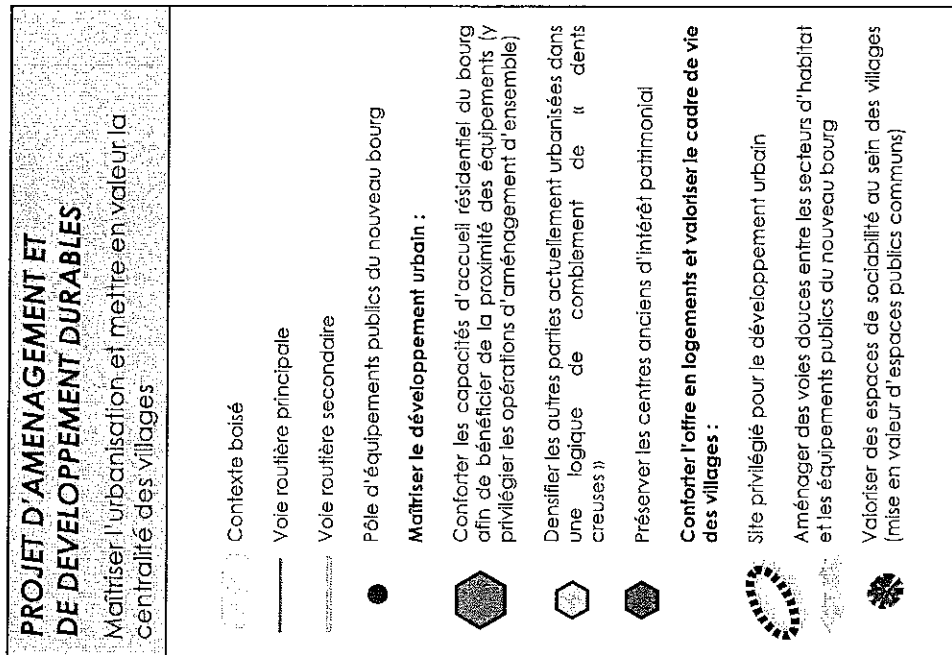 PROJET D'AMENAGEMENT ET
DE DEVELOPPEMENT DURABLES
Maîtriser l'urbanisation et mettre en valeur la
centralité des villages
Contexte boisé
Voie routière principale
Voie routière secondaire
Pôle d'équipements publics du nouveau bourg
Maîtriser le développement urbain :
Conforter les capacités d'accueil résidentiel du bourg
afin de bénéficier de la proximité des équipements (y
privilégier les opérations d'aménagement d'ensemble)
Densifier les autres parties actuellement urbanisées dans
une logique de comblement de « dents
creuses »
Préserver les centres anciens d'intérêt patrimonial
Conforter l'offre en logements et valoriser le cadre de vie
des villages :
Site privilégié pour le développement urbain
Aménager des voies douces entre les secteurs d'habitat
et les équipements publics du nouveau bourg
Valoriser des espaces de sociabilité au sein des villages
(mise en valeur d'espaces publics communs)